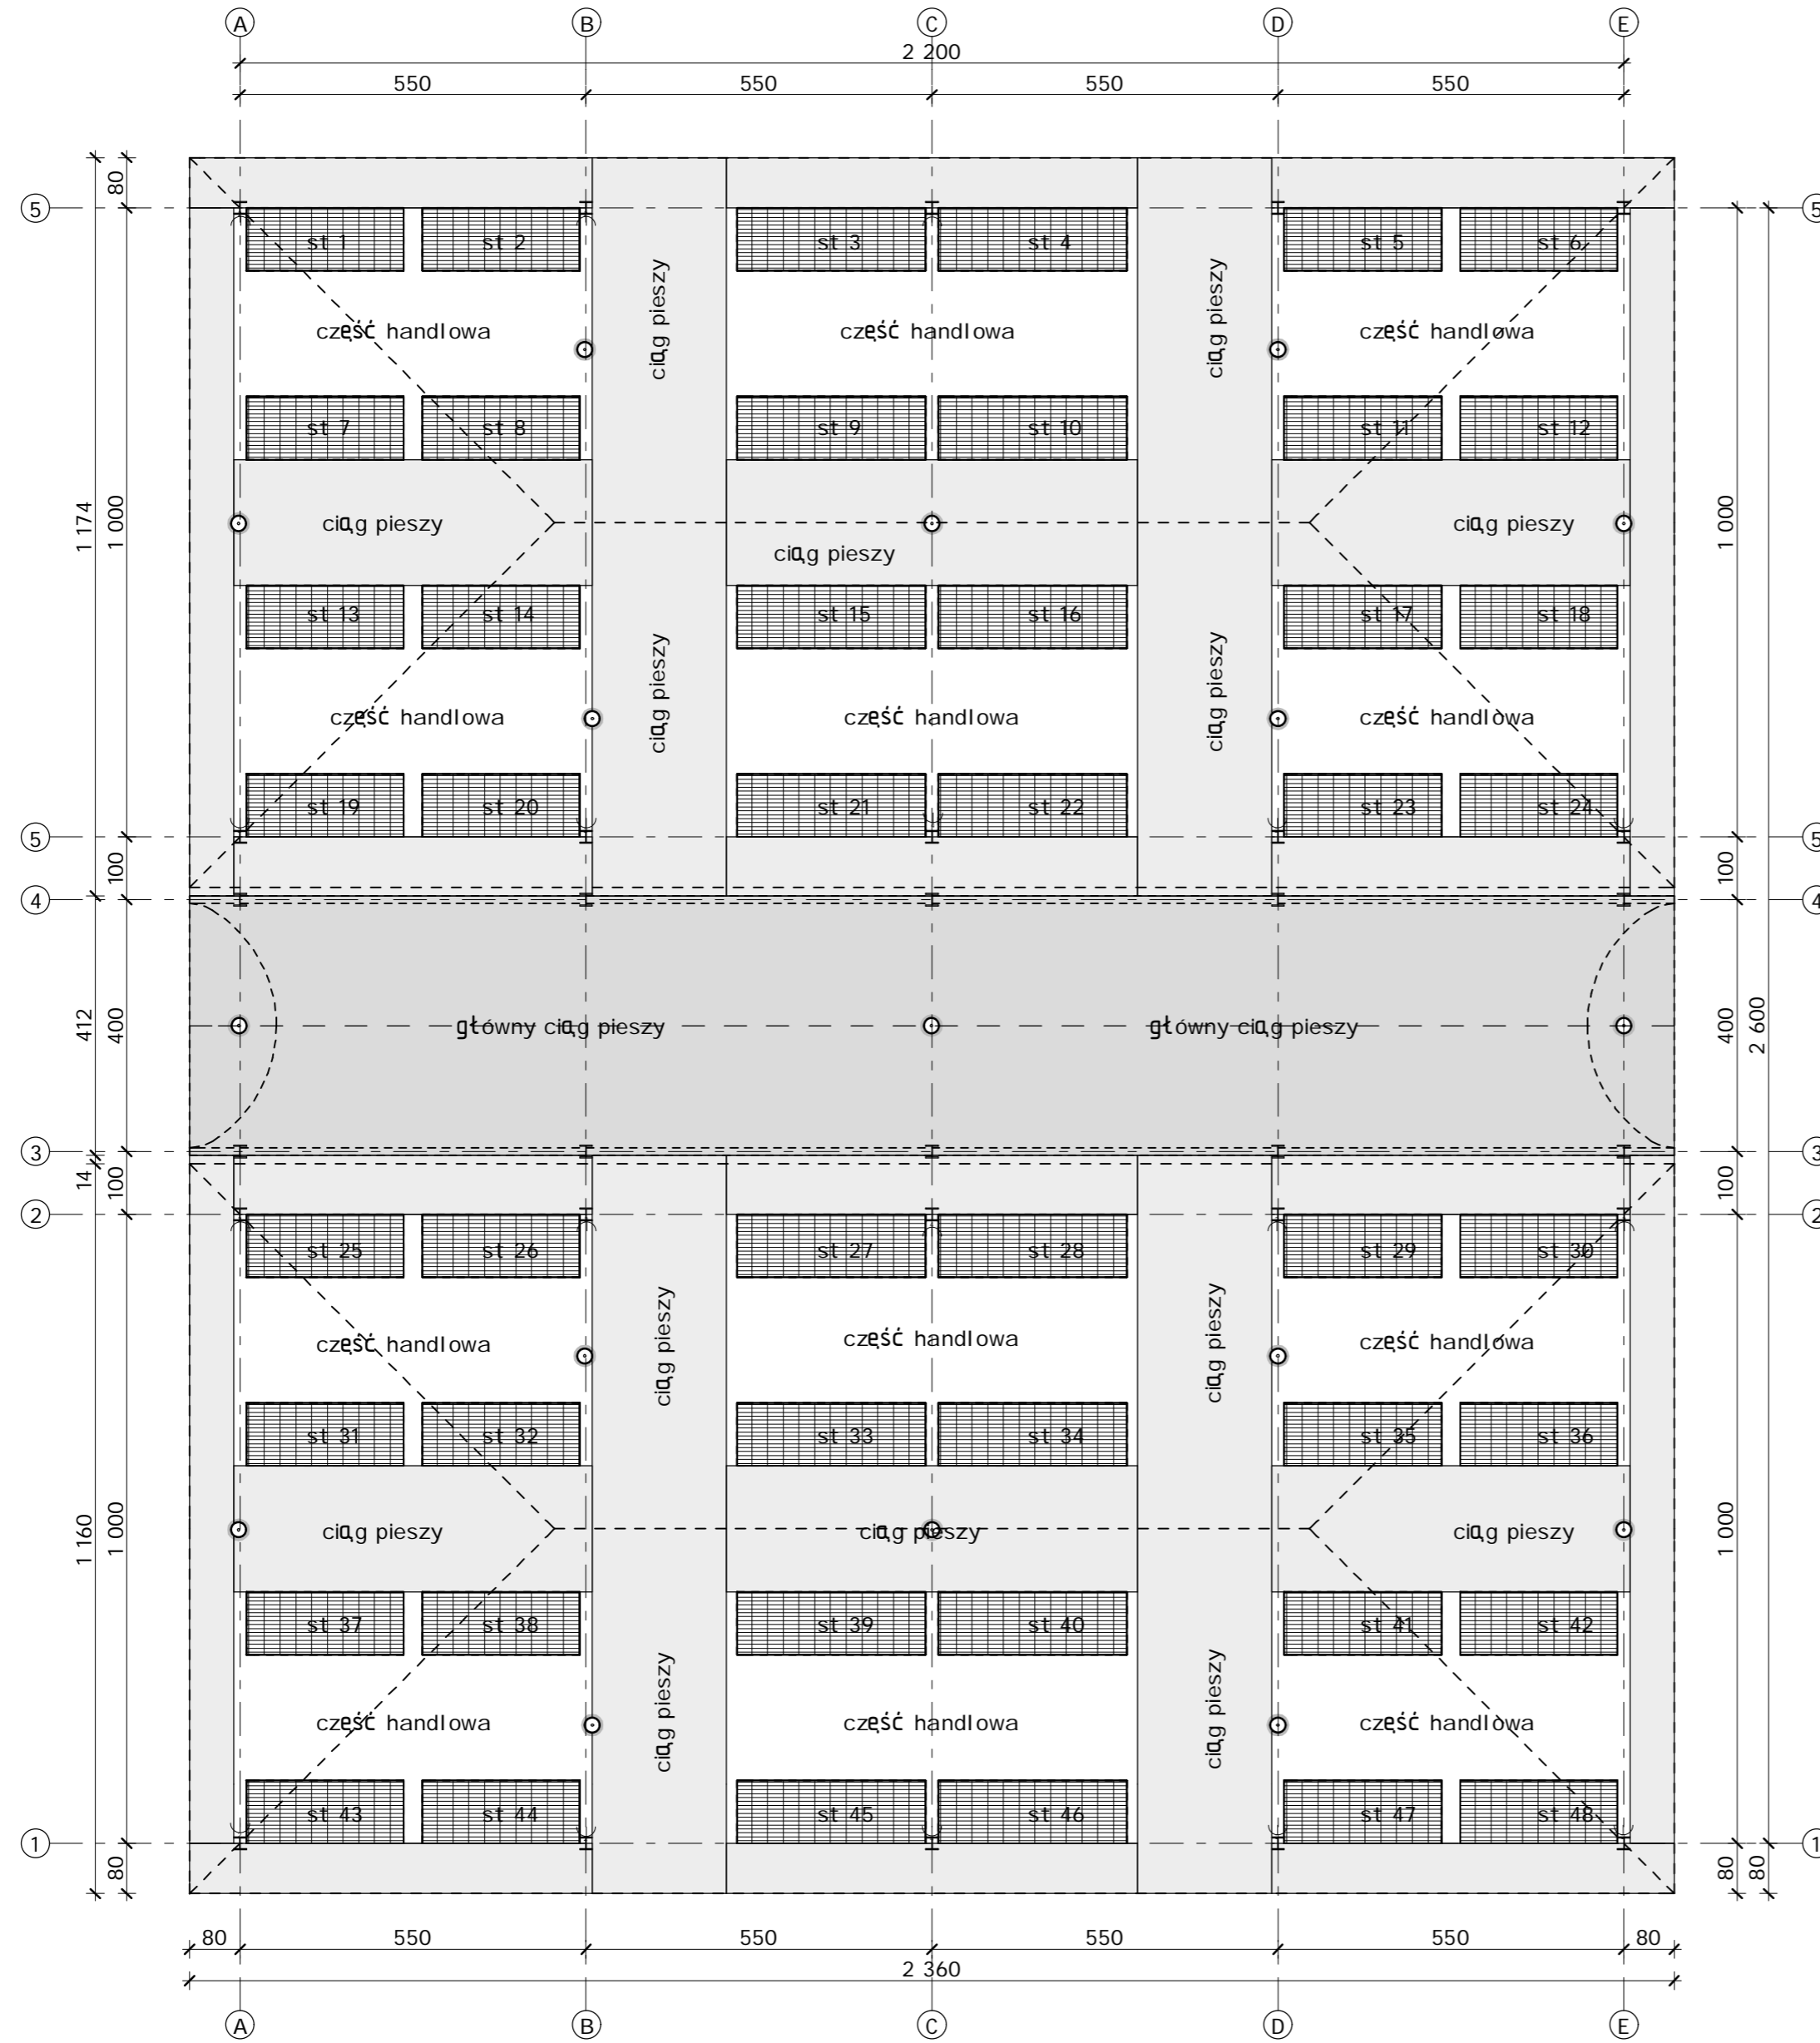 A B C D E
2 200
550 550 550 550
80
5 5
st 1 st 2 st 3 st 4 st 5 st 6
ciąg pieszy ciąg pieszy
część handlowa część handlowa część handlowa
st 7 st 8 st 9 st 10 st 11 st 12
1 174 1 000 1 000
ciąg pieszy ciąg pieszy
ciąg pieszy
st 13 st 14 st 15 st 16 st 17 st 18
ciąg pieszy ciąg pieszy
część handlowa część handlowa część handlowa
st 19 st 20 st 21 st 22 st 23 st 24
5 5
100 100
4 4
412 400 główny ciąg pieszy główny ciąg pieszy 400 2 600
3 3
14 100 100
2 2
st 25 st 26 st 27 st 28 st 29 st 30
ciąg pieszy ciąg pieszy
część handlowa część handlowa część handlowa
st 31 st 32 st 33 st 34 st 35 st 36
1 160 1 000 ciąg pieszy ciąg pieszy ciąg pieszy 1 000
st 37 st 38 st 39 st 40 st 41 st 42
ciąg pieszy ciąg pieszy
część handlowa część handlowa część handlowa
st 43 st 44 st 45 st 46 st 47 st 48
1 1
80 80 80
80 550 550 550 550 80
2 360
A B C D E